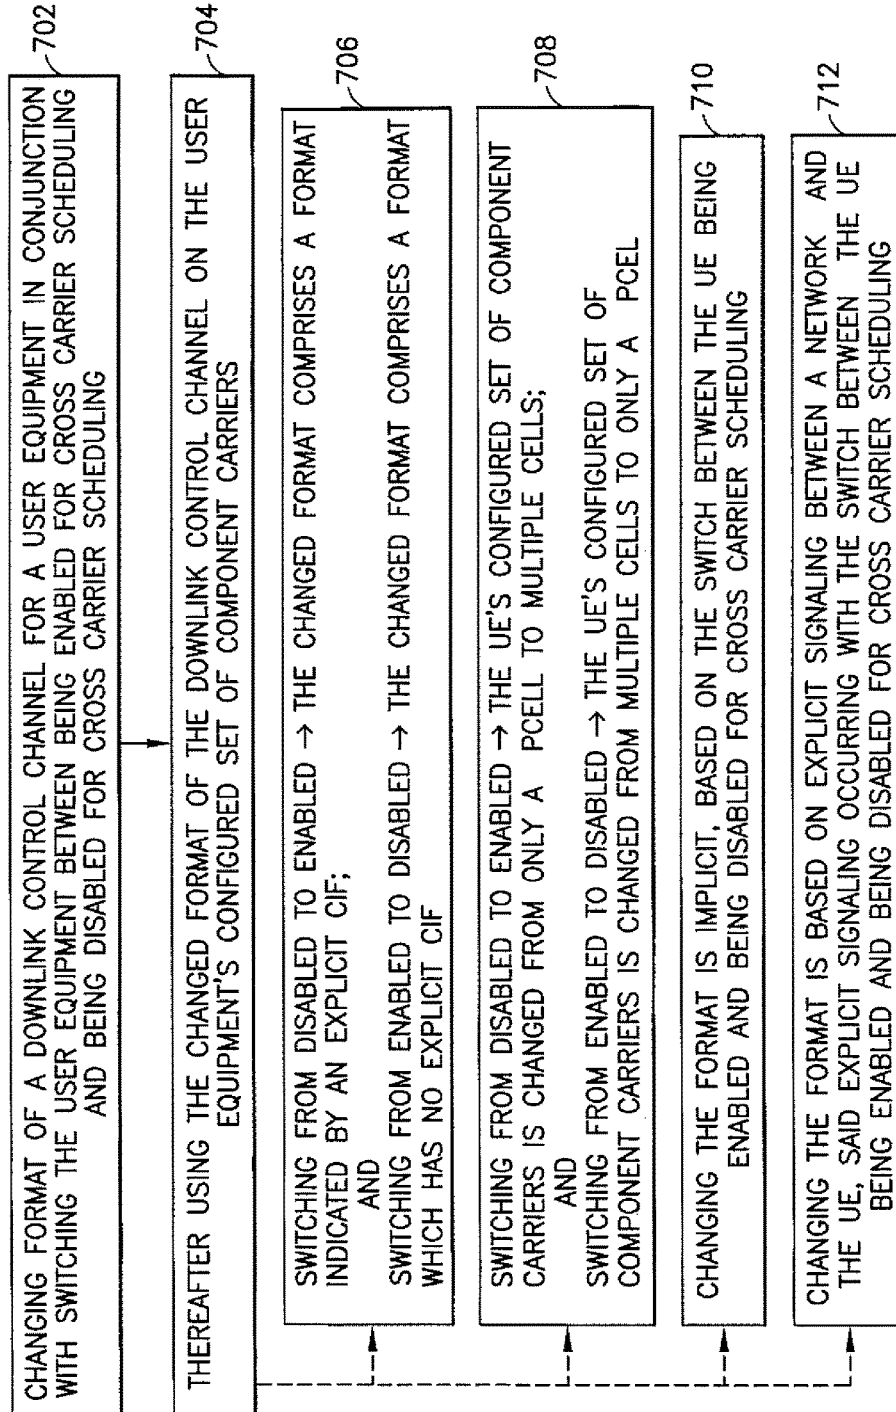 CHANGING FORMAT OF A DOWNLINK CONTROL CHANNEL FOR A USER EQUIPMENT IN CONJUNCTION
WITH SWITCHING THE USER EQUIPMENT BETWEEN BEING ENABLED FOR CROSS CARRIER SCHEDULING
AND BEING DISABLED FOR CROSS CARRIER SCHEDULING
702
THEREAFTER USING THE CHANGED FORMAT OF THE DOWNLINK CONTROL CHANNEL ON THE USER
EQUIPMENT'S CONFIGURED SET OF COMPONENT CARRIERS
704
SWITCHING FROM DISABLED TO ENABLED → THE CHANGED FORMAT COMPRISES A FORMAT
INDICATED BY AN EXPLICIT CIF;
AND
SWITCHING FROM ENABLED TO DISABLED → THE CHANGED FORMAT COMPRISES A FORMAT
WHICH HAS NO EXPLICIT CIF
706
SWITCHING FROM DISABLED TO ENABLED → THE UE'S CONFIGURED SET OF COMPONENT
CARRIERS IS CHANGED FROM ONLY A PCELL TO MULTIPLE CELLS;
AND
SWITCHING FROM ENABLED TO DISABLED → THE UE'S CONFIGURED SET OF
COMPONENT CARRIERS IS CHANGED FROM MULTIPLE CELLS TO ONLY A PCEL
708
CHANGING THE FORMAT IS IMPLICIT, BASED ON THE SWITCH BETWEEN THE UE BEING
ENABLED AND BEING DISABLED FOR CROSS CARRIER SCHEDULING
710
CHANGING THE FORMAT IS BASED ON EXPLICIT SIGNALING BETWEEN A NETWORK AND
THE UE, SAID EXPLICIT SIGNALING OCCURRING WITH THE SWITCH BETWEEN THE UE
BEING ENABLED AND BEING DISABLED FOR CROSS CARRIER SCHEDULING
712